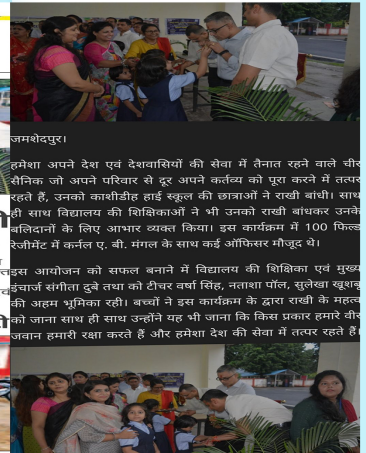 जमशेदपुर।
हमेशा अपने देश एवं देशवासियों की सेवा में तैनात रहने वाले चीर
सैनिक जो अपने परिवार से दूर अपने कर्तव्य को पूरा करने में तत्पर
रहते हैं, उनको काशीडीह हाई स्कूल की छात्राओं ने राखी बांधी। साथ
ही साथ विद्यालय की शिक्षिकाओं ने भी उनको राखी बांधकर उनके
बलिदानों के लिए आभार व्यक्त किया। इस कार्यक्रम में 100 फिल्ड
रेजीमेंट में कर्नल ए. बी. मंगल के साथ कई ऑफिसर मौजूद थे।
इस आयोजन को सफल बनाने में विद्यालय की शिक्षिका एवं मुख्य
इंचार्ज संगीता दुबे तथा को टीचर वर्षा सिंह, नताशा पॉल, सुलेखा खूशबू
की अहम भूमिका रही। बच्चों ने इस कार्यक्रम के द्वारा राखी के महत्व
को जाना साथ ही साथ उन्होंने यह भी जाना कि किस प्रकार हमारे वीर
जवान हमारी रक्षा करते हैं और हमेशा देश की सेवा में तत्पर रहते हैं।